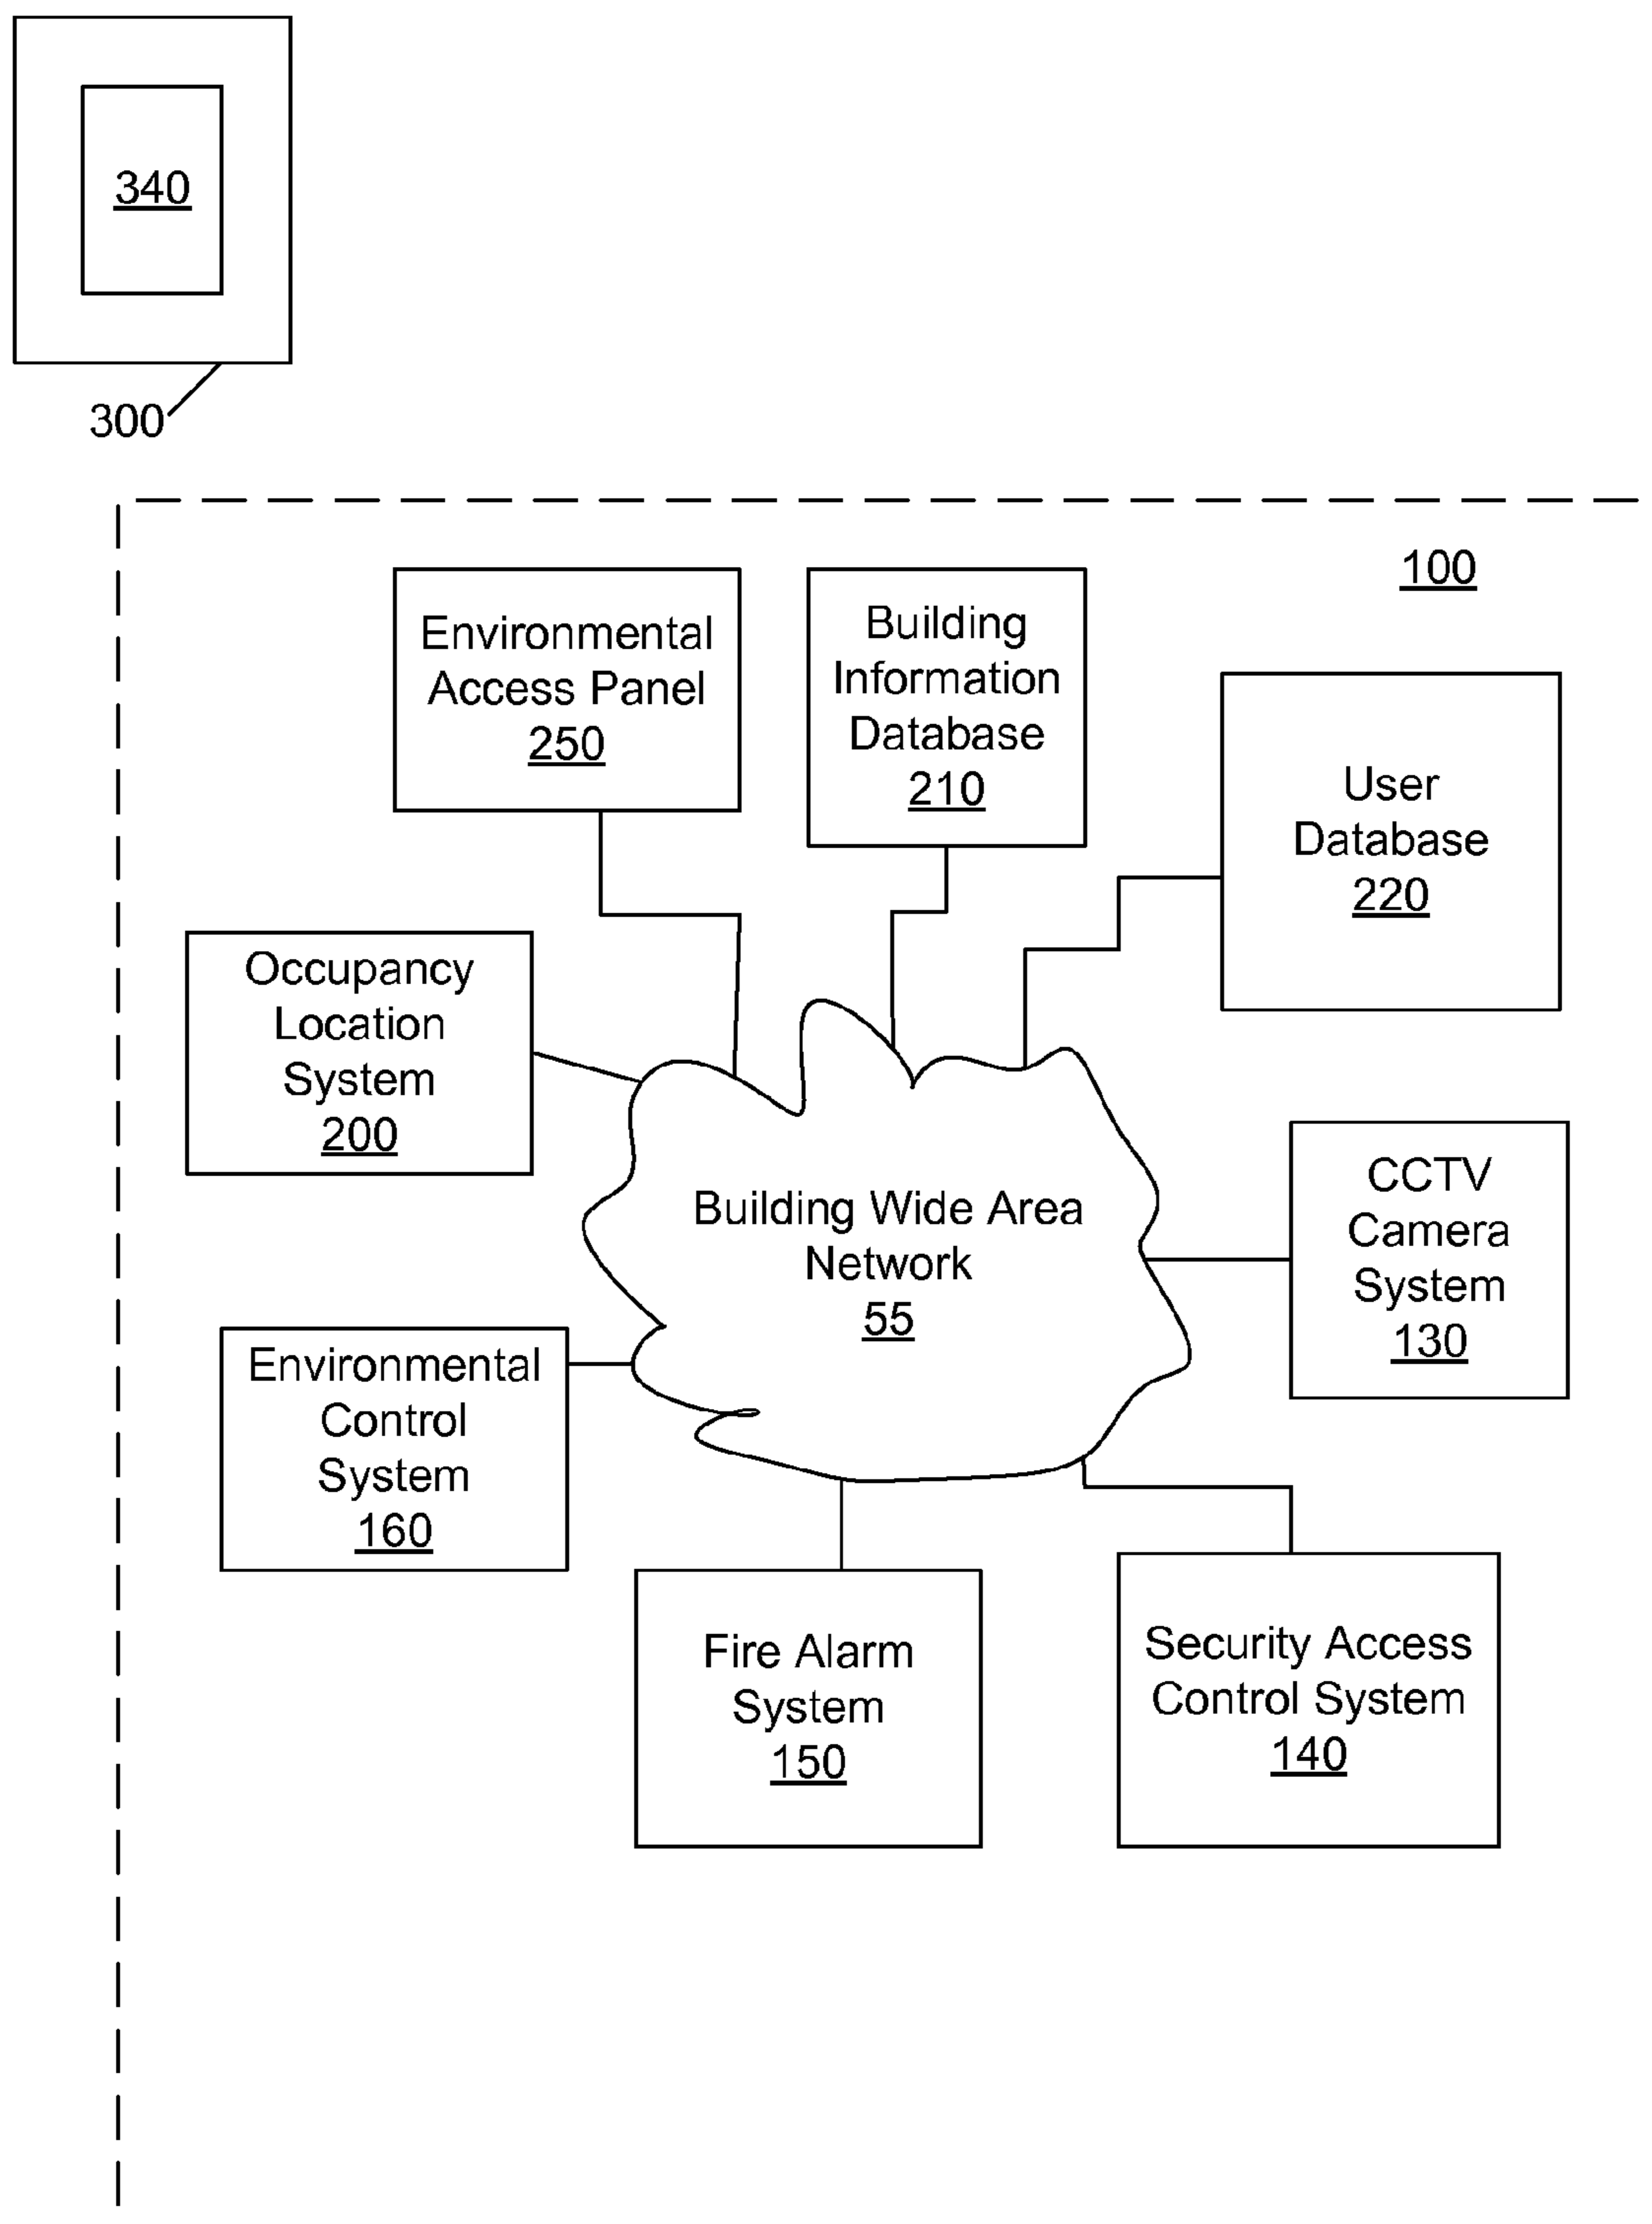 340
300
100
Environmental
Access Panel
250
Building
Information
Database
210
User
Database
220
Occupancy
Location
System
200
Building Wide Area
Network
55
CCTV
Camera
System
130
Environmental
Control
System
160
Fire Alarm
System
150
Security Access
Control System
140